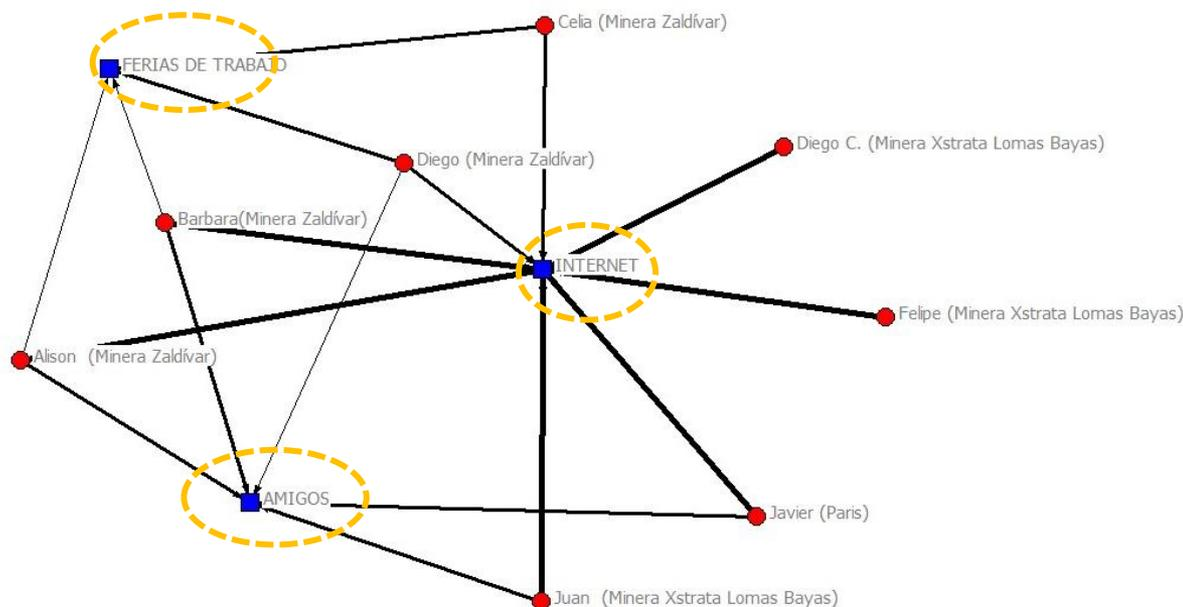 Celia (Minera Zaldívar)
FERIAS DE TRABAJO
Diego C. (Minera Xstrata Lomas Bayas)
Diego (Minera Zaldívar)
Barbara(Minera Zaldívar)
INTERNET
Felipe (Minera Xstrata Lomas Bayas)
Alison (Minera Zaldívar)
AMIGOS
Javier (Paris)
Juan (Minera Xstrata Lomas Bayas)